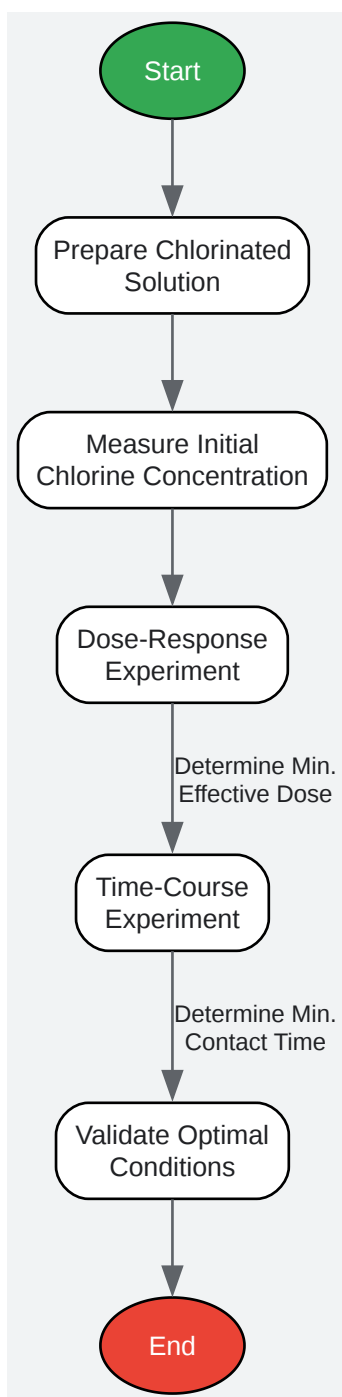 Start
Prepare Chlorinated
Solution
Measure Initial
Chlorine Concentration
Dose-Response
Experiment
Determine Min.
Effective Dose
Time-Course
Experiment
Determine Min.
Contact Time
Validate Optimal
Conditions
End